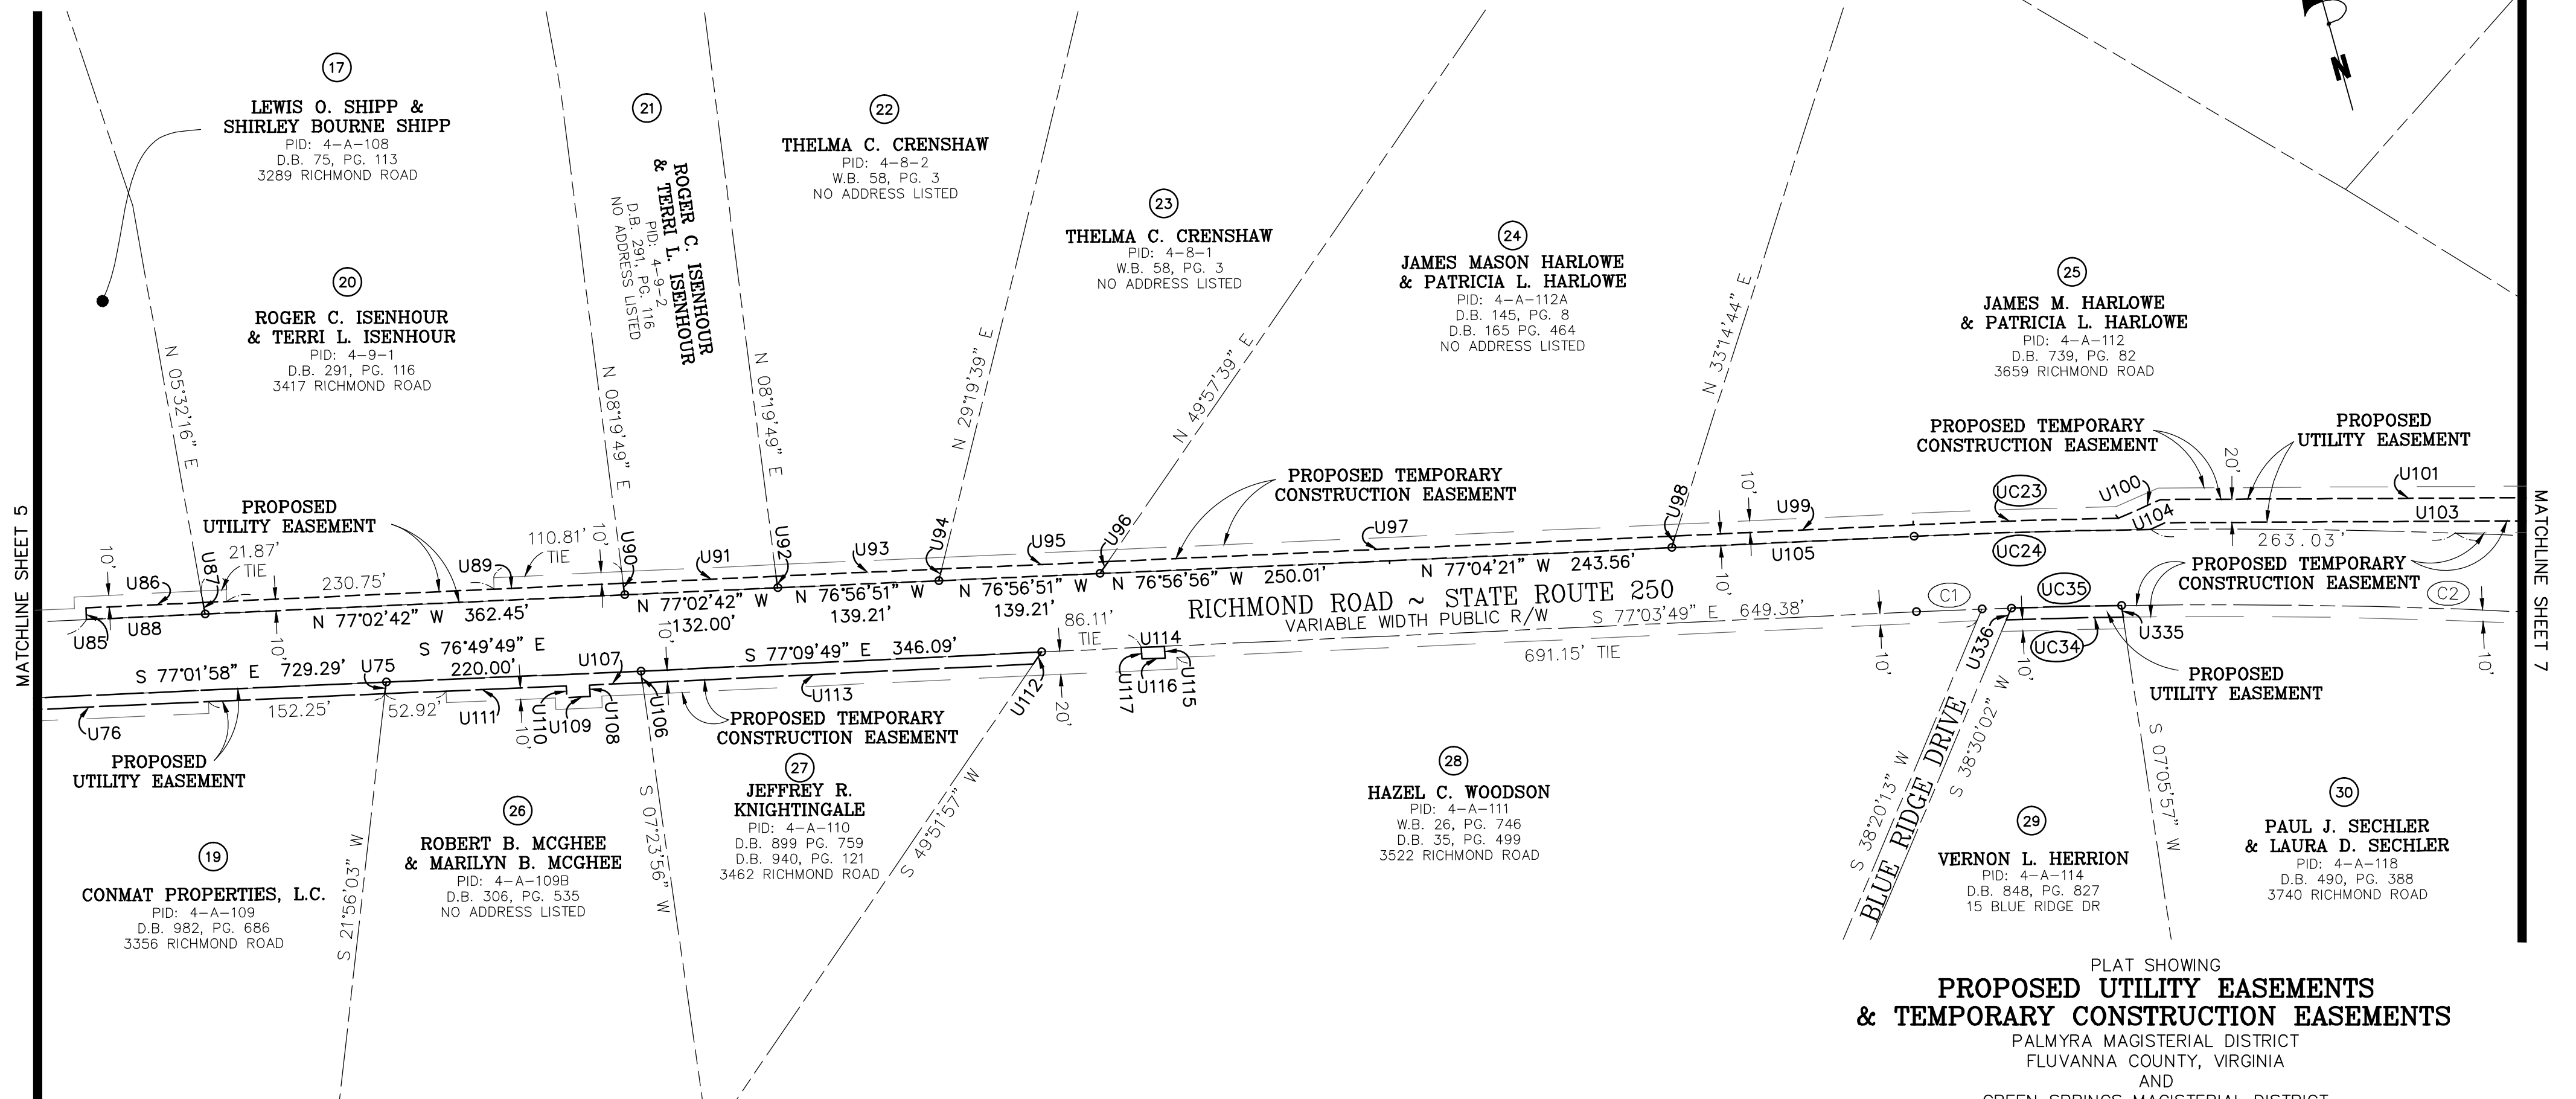 MATCHLINE SHEET 5
17
LEWIS O. SHIPP &
SHIRLEY BOURNE SHIPP
PID: 4-A-108
D.B. 75, PG. 113
3289 RICHMOND ROAD
20
ROGER C. ISENHOUR
& TERRI L. ISENHOUR
PID: 4-9-1
D.B. 291, PG. 116
3417 RICHMOND ROAD
21
ROGER C. ISENHOUR
& TERRI L. ISENHOUR
PID: 4-9-2
D.B. 291, PG. 116
NO ADDRESS LISTED
22
THELMA C. CRENSHAW
PID: 4-8-2
W.B. 58, PG. 3
NO ADDRESS LISTED
23
THELMA C. CRENSHAW
PID: 4-8-1
W.B. 58, PG. 3
NO ADDRESS LISTED
24
JAMES MASON HARLOWE
& PATRICIA L. HARLOWE
PID: 4-A-112A
D.B. 145, PG. 8
D.B. 165 PG. 464
NO ADDRESS LISTED
25
JAMES M. HARLOWE
& PATRICIA L. HARLOWE
PID: 4-A-112
D.B. 739, PG. 82
3659 RICHMOND ROAD
N
N 05°32'16" E
N 08°19'49" E
N 08°19'49" E
N 29°19'39" E
N 49°57'39" E
N 33°14'44" E
PROPOSED
UTILITY EASEMENT
PROPOSED TEMPORARY
CONSTRUCTION EASEMENT
PROPOSED TEMPORARY
CONSTRUCTION EASEMENT
PROPOSED
UTILITY EASEMENT
10'
U85
U86
U87
U88
21.87'
TIE
10'
230.75'
U89
110.81'
TIE
10'
U90
U91
U92
U93
U94
U95
U96
U97
U98
10'
10'
U99
U105
UC23
UC24
U100
U104
20'
U101
U103
263.03'
N 77°02'42" W 362.45'
N 77°02'42" W
132.00'
N 76°56'51" W
139.21'
N 76°56'51" W
139.21'
N 76°56'56" W 250.01'
N 77°04'21" W 243.56'
RICHMOND ROAD ~ STATE ROUTE 250
VARIABLE WIDTH PUBLIC R/W
S 77°03'49" E 649.38'
PROPOSED TEMPORARY
CONSTRUCTION EASEMENT
C1
UC35
C2
10'
U336
10'
UC34
U335
10'
PROPOSED
UTILITY EASEMENT
S 77°01'58" E 729.29'
U75
S 76°49'49" E
220.00'
U107
10'
S 77°09'49" E 346.09'
86.11'
TIE
U114
691.15' TIE
U76
152.25'
52.92'
U111
10'
U110
U109
U108
U106
U113
U112
20'
U117
U116
U115
PROPOSED
UTILITY EASEMENT
PROPOSED TEMPORARY
CONSTRUCTION EASEMENT
S 21°56'03" W
S 07°23'56" W
S 49°51'57" W
S 38°20'13" W
BLUE RIDGE DRIVE
S 38°30'02" W
S 07°05'57" W
19
CONMAT PROPERTIES, L.C.
PID: 4-A-109
D.B. 982, PG. 686
3356 RICHMOND ROAD
26
ROBERT B. MCGHEE
& MARILYN B. MCGHEE
PID: 4-A-109B
D.B. 306, PG. 535
NO ADDRESS LISTED
27
JEFFREY R.
KNIGHTINGALE
PID: 4-A-110
D.B. 899 PG. 759
D.B. 940, PG. 121
3462 RICHMOND ROAD
28
HAZEL C. WOODSON
PID: 4-A-111
W.B. 26, PG. 746
D.B. 35, PG. 499
3522 RICHMOND ROAD
29
VERNON L. HERRION
PID: 4-A-114
D.B. 848, PG. 827
15 BLUE RIDGE DR
30
PAUL J. SECHLER
& LAURA D. SECHLER
PID: 4-A-118
D.B. 490, PG. 388
3740 RICHMOND ROAD
MATCHLINE SHEET 7
PLAT SHOWING
PROPOSED UTILITY EASEMENTS
& TEMPORARY CONSTRUCTION EASEMENTS
PALMYRA MAGISTERIAL DISTRICT
FLUVANNA COUNTY, VIRGINIA
AND
GREEN SPRINGS MAGISTERIAL DISTRICT